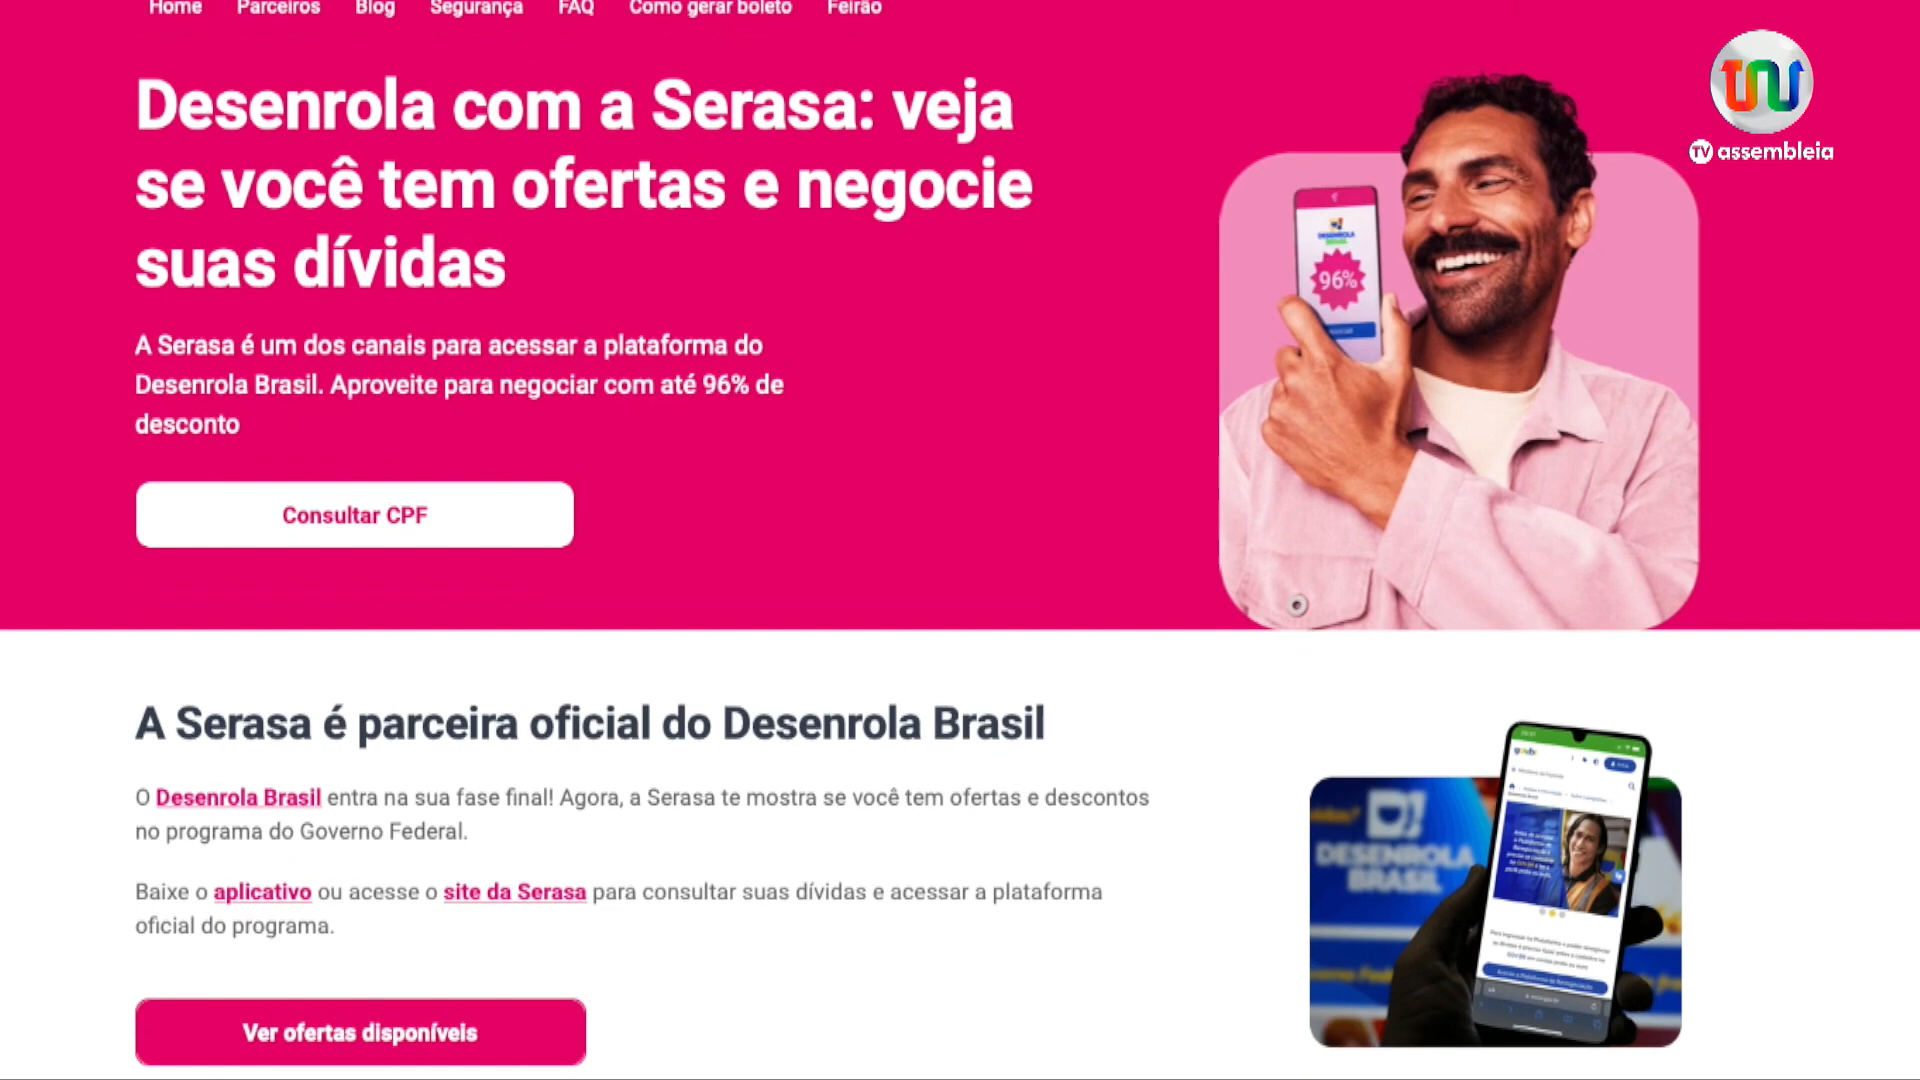 Home Parceiros Blog Segurança FAQ Como gerar boleto Feirão
Desenrola com a Serasa: veja
se você tem ofertas e negocie
suas dívidas
A Serasa é um dos canais para acessar a plataforma do
Desenrola Brasil. Aproveite para negociar com até 96% de
desconto
Consultar CPF
TV assembleia
DESENROLA
BRASIL
96%
A Serasa é parceira oficial do Desenrola Brasil
O Desenrola Brasil entra na sua fase final! Agora, a Serasa te mostra se você tem ofertas e descontos
no programa do Governo Federal.
Baixe o aplicativo ou acesse o site da Serasa para consultar suas dívidas e acessar a plataforma
oficial do programa.
Ver ofertas disponíveis
DESENROLA
BRASIL
gov.br